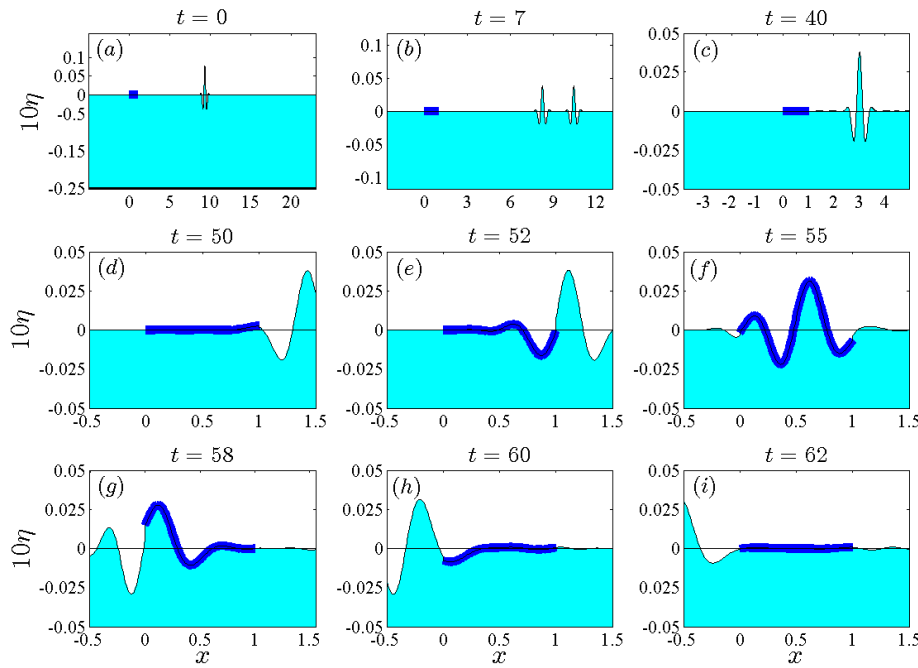 t = 0
t = 7
t = 40
(a)
(b)
(c)
10η
0.1
0.05
0
-0.5
-0.15
-0.25
0 10 20
0.1
0.05
0
-0.05
-0.1
0 3 6 9 12
0.05
0.025
0
-0.025
-0.05
-3 -2 -1 0 1 2 3 4
t = 50
t = 52
t = 55
(d)
(e)
(f)
10η
0.05
0.025
0
-0.025
-0.05
-0.5 0 0.5 1 1.5
0.05
0.025
0
-0.025
-0.05
-0.5 0 0.5 1 1.5
0.05
0.025
0
-0.025
-0.05
-0.5 0 0.5 1 1.5
t = 58
t = 60
t = 62
(g)
(h)
(i)
10η
0.05
0.025
0
-0.025
-0.05
-0.5 0 0.5 1 1.5
x
0.05
0.025
0
-0.025
-0.05
-0.5 0 0.5 1 1.5
x
0.05
0.025
0
-0.025
-0.05
-0.5 0 0.5 1 1.5
x